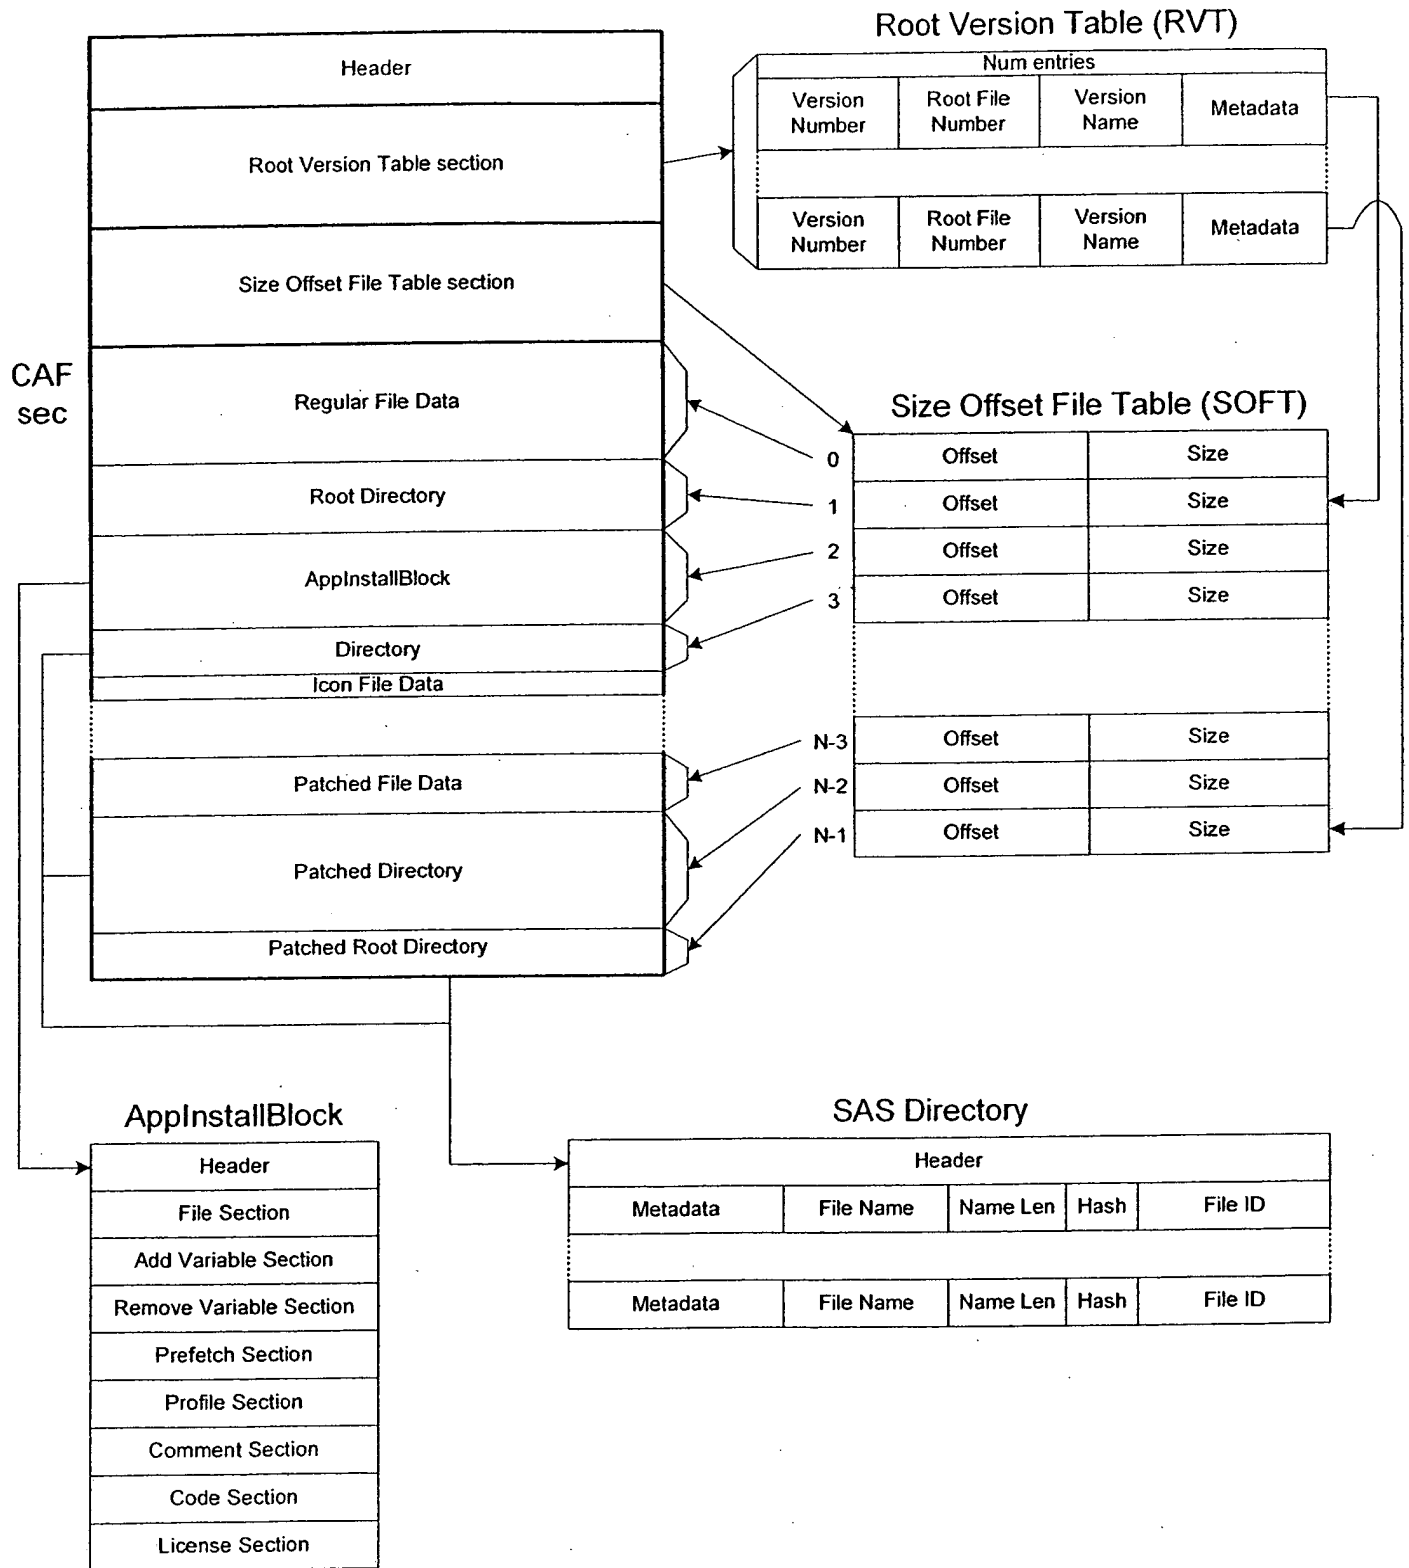 Root Version Table (RVT)
Num entries
Version Number
Root File Number
Version Name
Metadata
Version Number
Root File Number
Version Name
Metadata
CAF sec
Header
Root Version Table section
Size Offset File Table section
Regular File Data
Root Directory
AppInstallBlock
Directory
Icon File Data
Patched File Data
Patched Directory
Patched Root Directory
Size Offset File Table (SOFT)
0 Offset Size
1 Offset Size
2 Offset Size
3 Offset Size
N-3 Offset Size
N-2 Offset Size
N-1 Offset Size
AppInstallBlock
Header
File Section
Add Variable Section
Remove Variable Section
Prefetch Section
Profile Section
Comment Section
Code Section
License Section
SAS Directory
Header
Metadata File Name Name Len Hash File ID
Metadata File Name Name Len Hash File ID